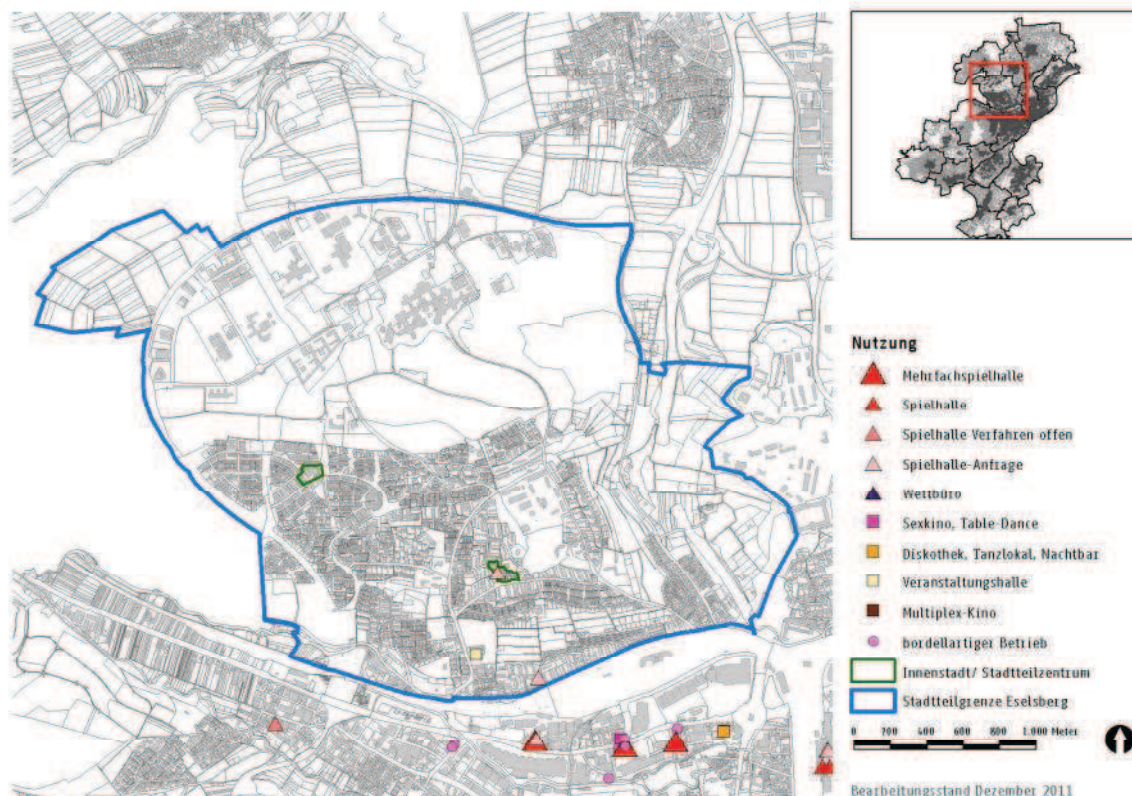 Nutzung
Mehrfachspielhalle
Spielhalle
Spielhalle Verfahren offen
Spielhalle-Anfrage
Wettbüro
Sexkino, Table-Dance
Diskothek, Tanzlokal, Nachtbar
Veranstaltungshalle
Multiplex-Kino
bordellartiger Betrieb
Innenstadt/ Stadtteilzentrum
Stadtteilgrenze Eselsberg
0 200 400 600 800 1.000 Meter
Bearbeitungsstand Dezember 2011